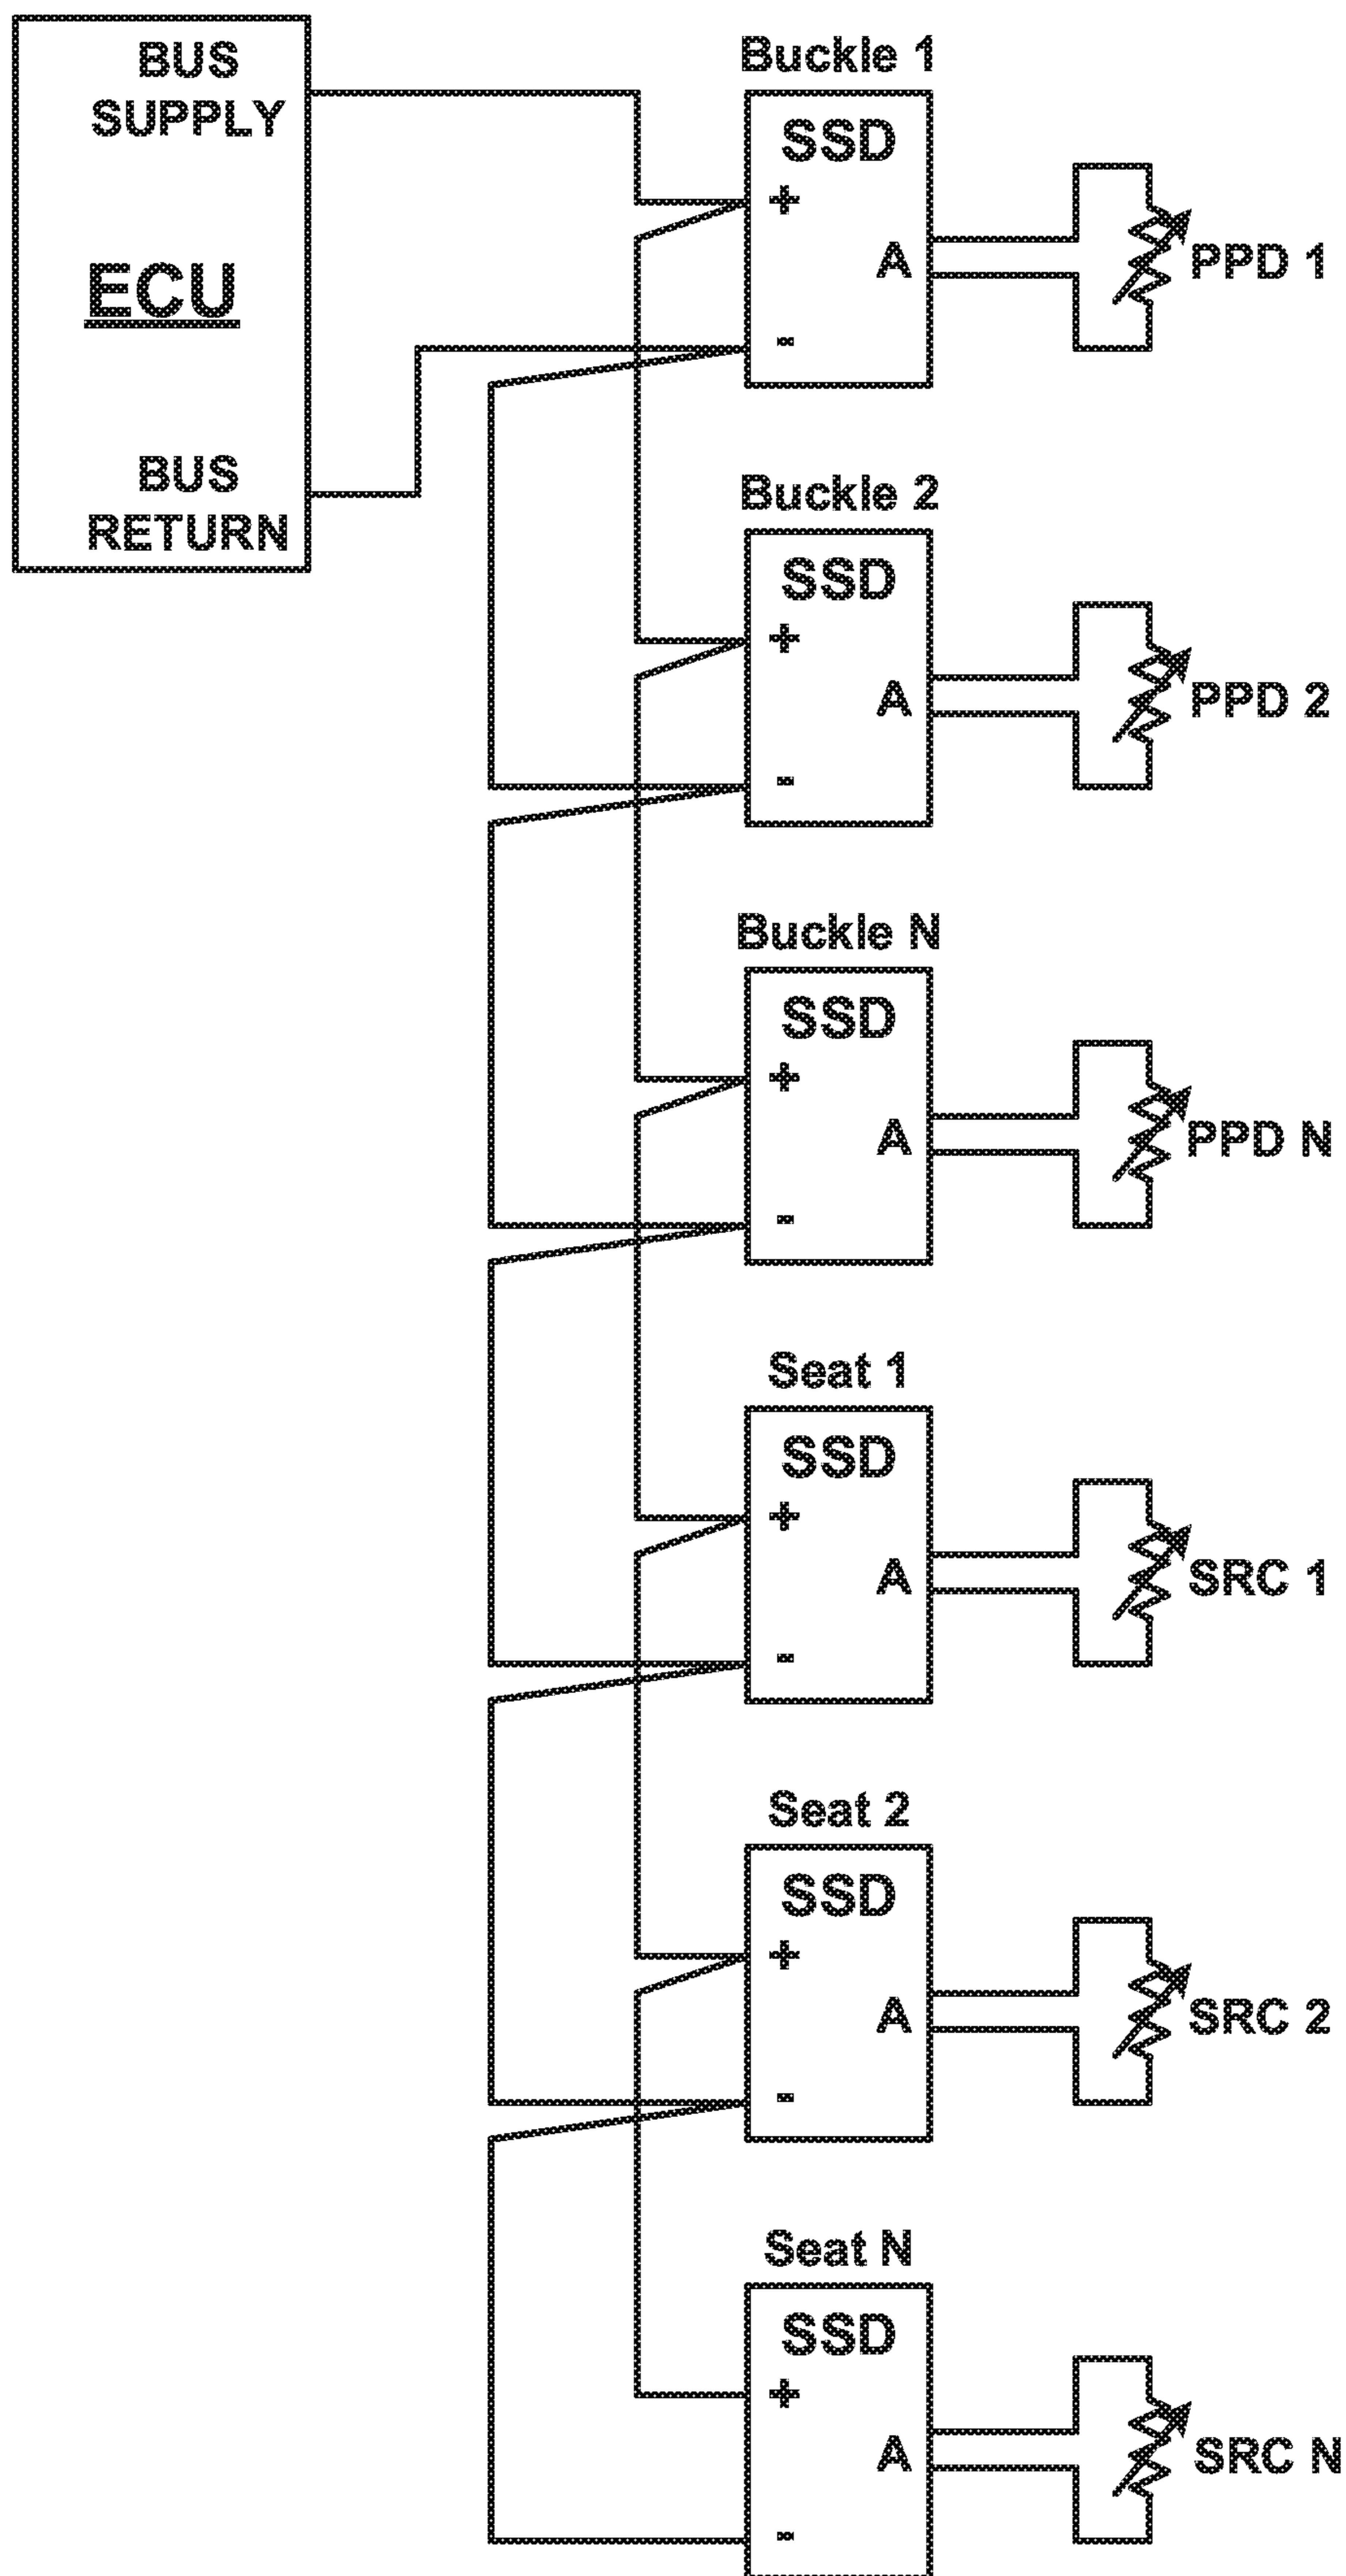 BUS
SUPPLY
ECU
BUS
RETURN
Buckle 1
SSD
+
A
-
PPD 1
Buckle 2
SSD
+
A
-
PPD 2
Buckle N
SSD
+
A
-
PPD N
Seat 1
SSD
+
A
-
SRC 1
Seat 2
SSD
+
A
-
SRC 2
Seat N
SSD
+
A
-
SRC N